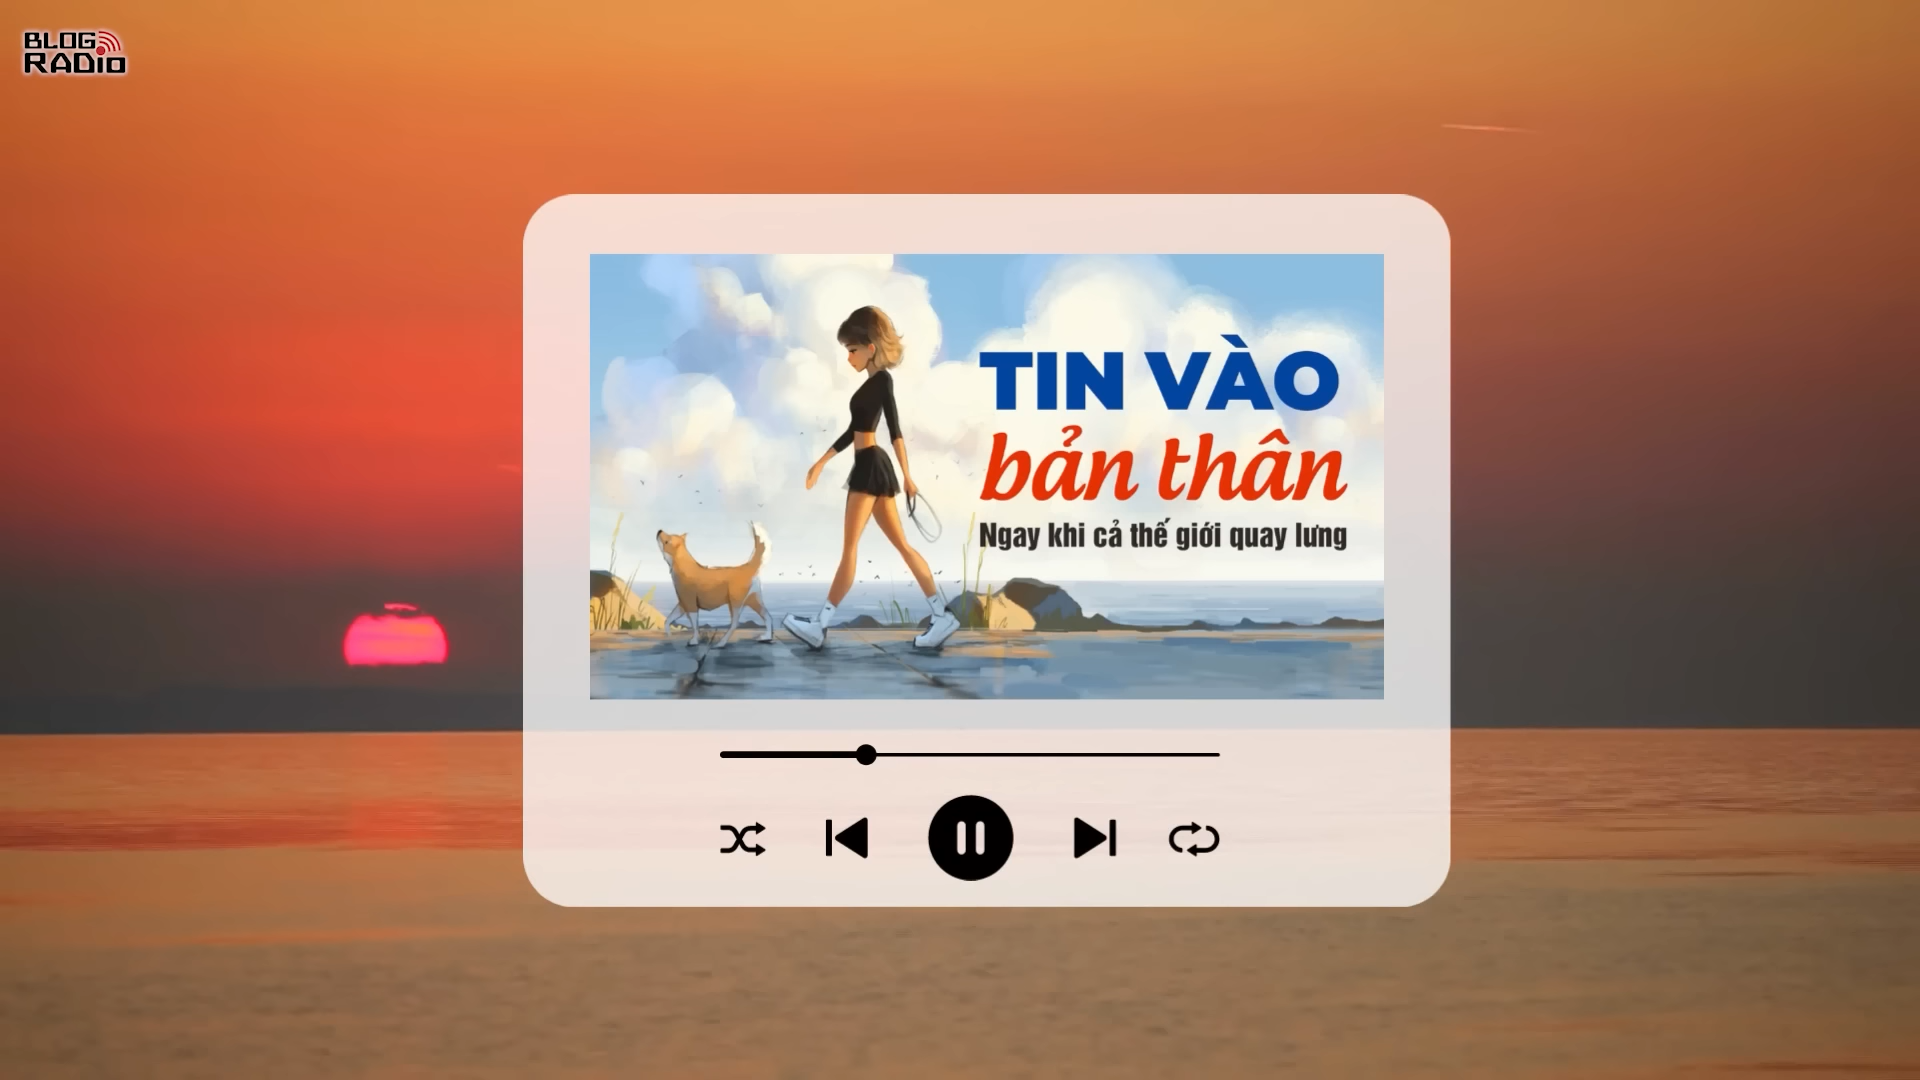 BLOG
RADIO
TIN VÀO
bản thân
Ngay khi cả thế giới quay lưng